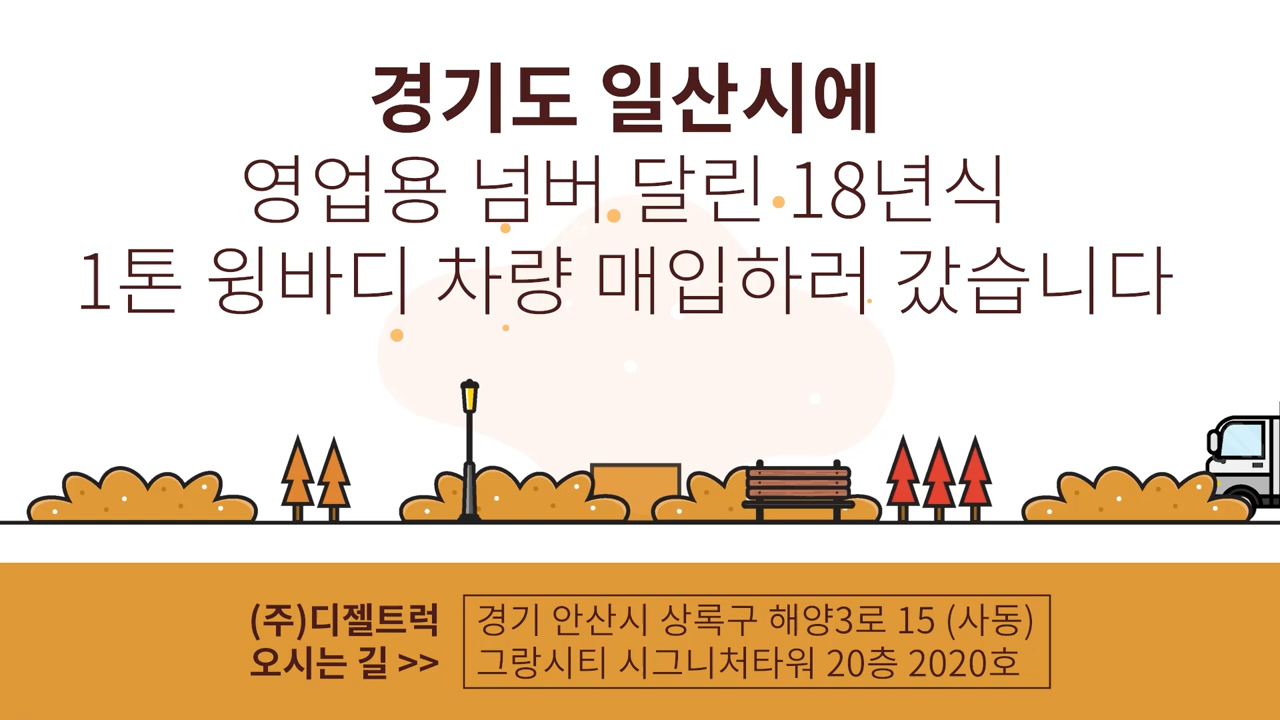 경기도 일산시에
영업용 넘버 달린 18년식
1톤 윙바디 차량 매입하러 갔습니다
(주)디젤트럭
오시는 길 >>
경기 안산시 상록구 해양3로 15 (사동)
그랑시티 시그니처타워 20층 2020호